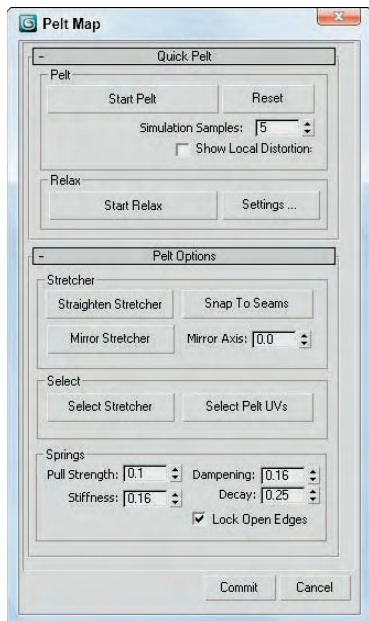 Pelt Map
- Quick Pelt
Pelt
Start Pelt Reset
Simulation Samples: 5
Show Local Distortion:
Relax
Start Relax Settings ...
- Pelt Options
Stretcher
Straighten Stretcher Snap To Seams
Mirror Stretcher Mirror Axis: 0.0
Select
Select Stretcher Select Pelt UVs
Springs
Pull Strength: 0.1 Dampening: 0.16
Stiffness: 0.16 Decay: 0.25
Lock Open Edges
Commit Cancel